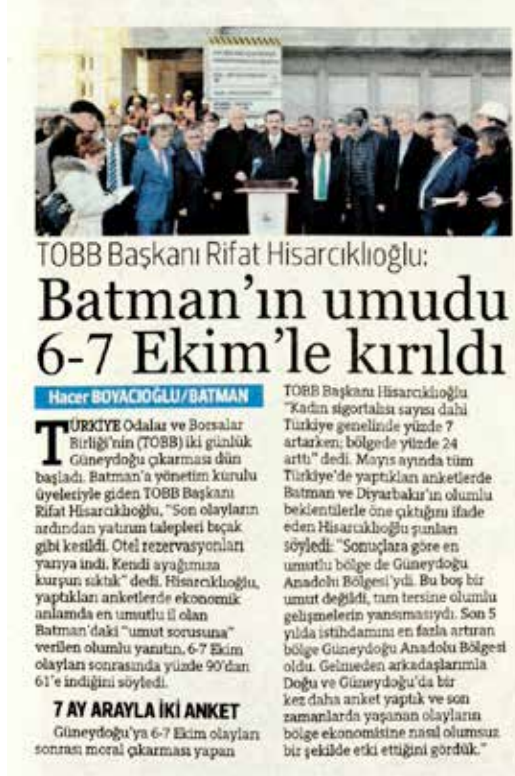 TOBB Başkanı Rifat Hisarcıklıoğlu:
Batman'ın umudu
6-7 Ekim'le kırıldı
Hacer BOYACIOĞLU/BATMAN
TÜRKİYE Odalar ve Borsalar
Birliği'nin (TOBB) iki günlük
Güneydoğu çıkarması dün
başladı. Batman'a yönetim kurulu
üyeleriyle giden TOBB Başkanı
Rifat Hisarcıklıoğlu, "Son olayların
ardından yatırım talepleri bıçak
gibi kesildi. Otel rezervasyonları
yarıya indi. Kendi ayağımıza
kurşun sıktık" dedi. Hisarcıklıoğlu,
yaptıkları anketlerde ekonomik
anlamda en umutlu il olan
Batman'daki "umut sorusuna"
verilen olumlu yanıtın, 6-7 Ekim
olayları sonrasında yüzde 90'dan
61'e indiğini söyledi.
7 AY ARAYLA İKİ ANKET
Güneydoğu'ya 6-7 Ekim olayları
sonrası moral çıkarması yapan
TOBB Başkanı Hisarcıklıoğlu
"Kadın sigortalısı sayısı dahi
Türkiye genelinde yüzde 7
artarken; bölgede yüzde 24
arttı" dedi. Mayıs ayında tüm
Türkiye'de yaptıkları anketlerde
Batman ve Diyarbakır'ın olumlu
beklentilerle öne çıktığını ifade
eden Hisarcıklıoğlu şunları
söyledi: "Sonuçlara göre en
umutlu bölge de Güneydoğu
Anadolu Bölgesi'ydi. Bu boş bir
umut değildi, tam tersine olumlu
gelişmelerin yansımasıydı. Son 5
yılda istihdamını en fazla artıran
bölge Güneydoğu Anadolu Bölgesi
oldu. Gelmeden arkadaşlarımla
Doğu ve Güneydoğu'da bir
kez daha anket yaptık ve son
zamanlarda yaşanan olayların
bölge ekonomisine nasıl olumsuz
bir şekilde etki ettiğini gördük."